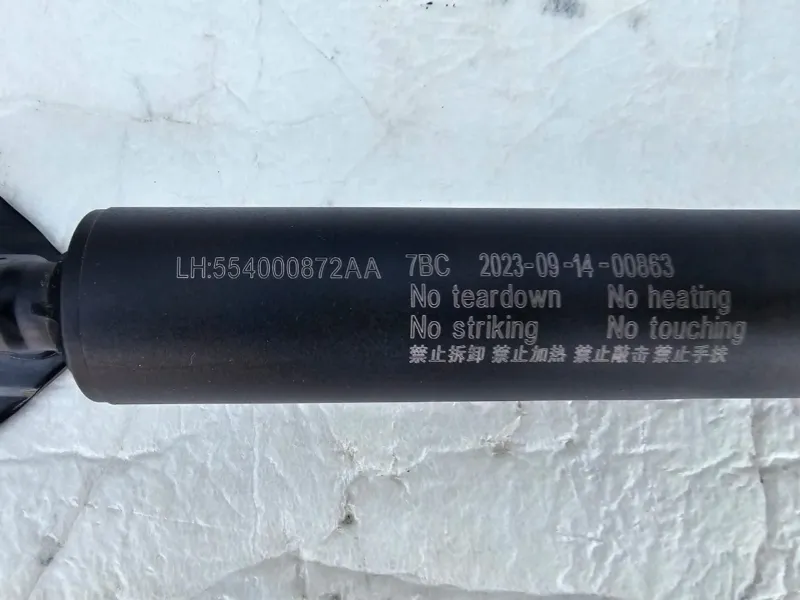 LH:554000872AA 7BC 2023-09-14-00863
No teardown No heating
No striking No touching
禁止拆卸 禁止加热 禁止敲击 禁止手扶